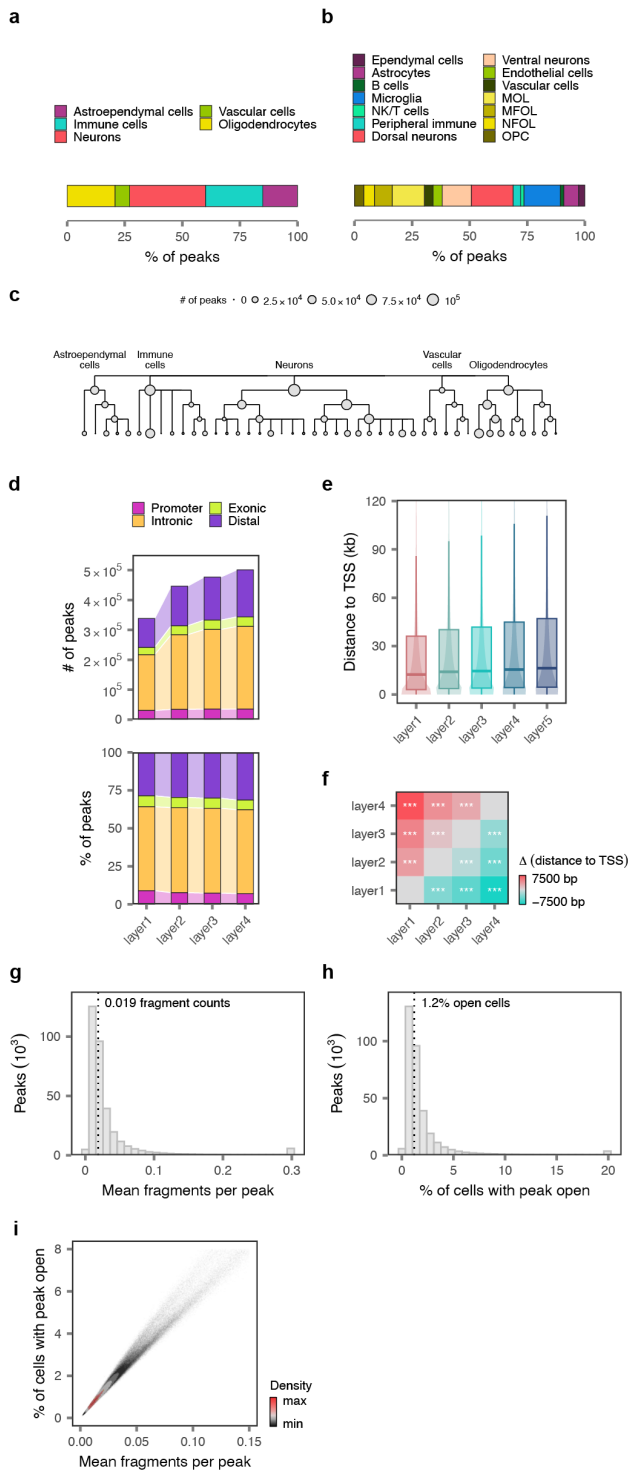 a
Astroependymal cells
Immune cells
Neurons
Vascular cells
Oligodendrocytes
0 25 50 75 100
% of peaks
b
Ependymal cells
Astrocytes
B cells
Microglia
NK/T cells
Peripheral immune
Dorsal neurons
Ventral neurons
Endothelial cells
Vascular cells
MOL
MFOL
NFOL
OPC
0 25 50 75 100
% of peaks
c
# of peaks 0 2.5 × 10⁴ 5.0 × 10⁴ 7.5 × 10⁴ 10⁵
Astroependymal
cells
Immune
cells
Neurons
Vascular
cells
Oligodendrocytes
d
Promoter
Intronic
Exonic
Distal
# of peaks
5 × 10⁵
4 × 10⁵
3 × 10⁵
2 × 10⁵
10⁵
0
% of peaks
100
75
50
25
0
layer1 layer2 layer3 layer4
e
Distance to TSS (kb)
120
90
60
30
0
layer1 layer2 layer3 layer4 layer5
f
layer4 *** *** ***
layer3 *** *** ***
layer2 *** *** ***
layer1 *** *** ***
layer1 layer2 layer3 layer4
Δ (distance to TSS)
7500 bp
−7500 bp
g
0.019 fragment counts
Peaks (10³)
100
50
0
0 0.1 0.2 0.3
Mean fragments per peak
h
1.2% open cells
Peaks (10³)
100
50
0
0 5 10 15 20
% of cells with peak open
i
% of cells with peak open
8
6
4
2
0
0.00 0.05 0.10 0.15
Mean fragments per peak
Density
max
min